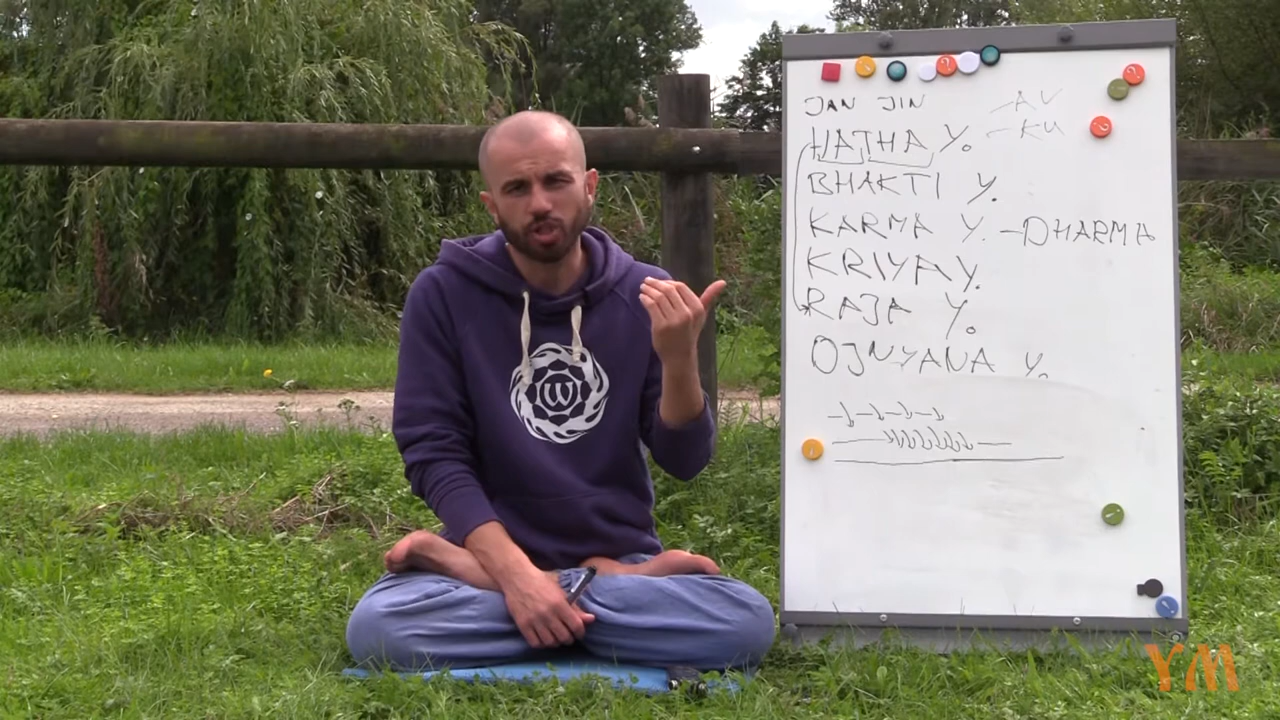 JAN JIN -AV
HATHA Y. -KU
BHAKTI Y.
KARMA Y. -DHARMA
KRIYA Y.
RAJA Y.
OJNYANA Y.
W
YM